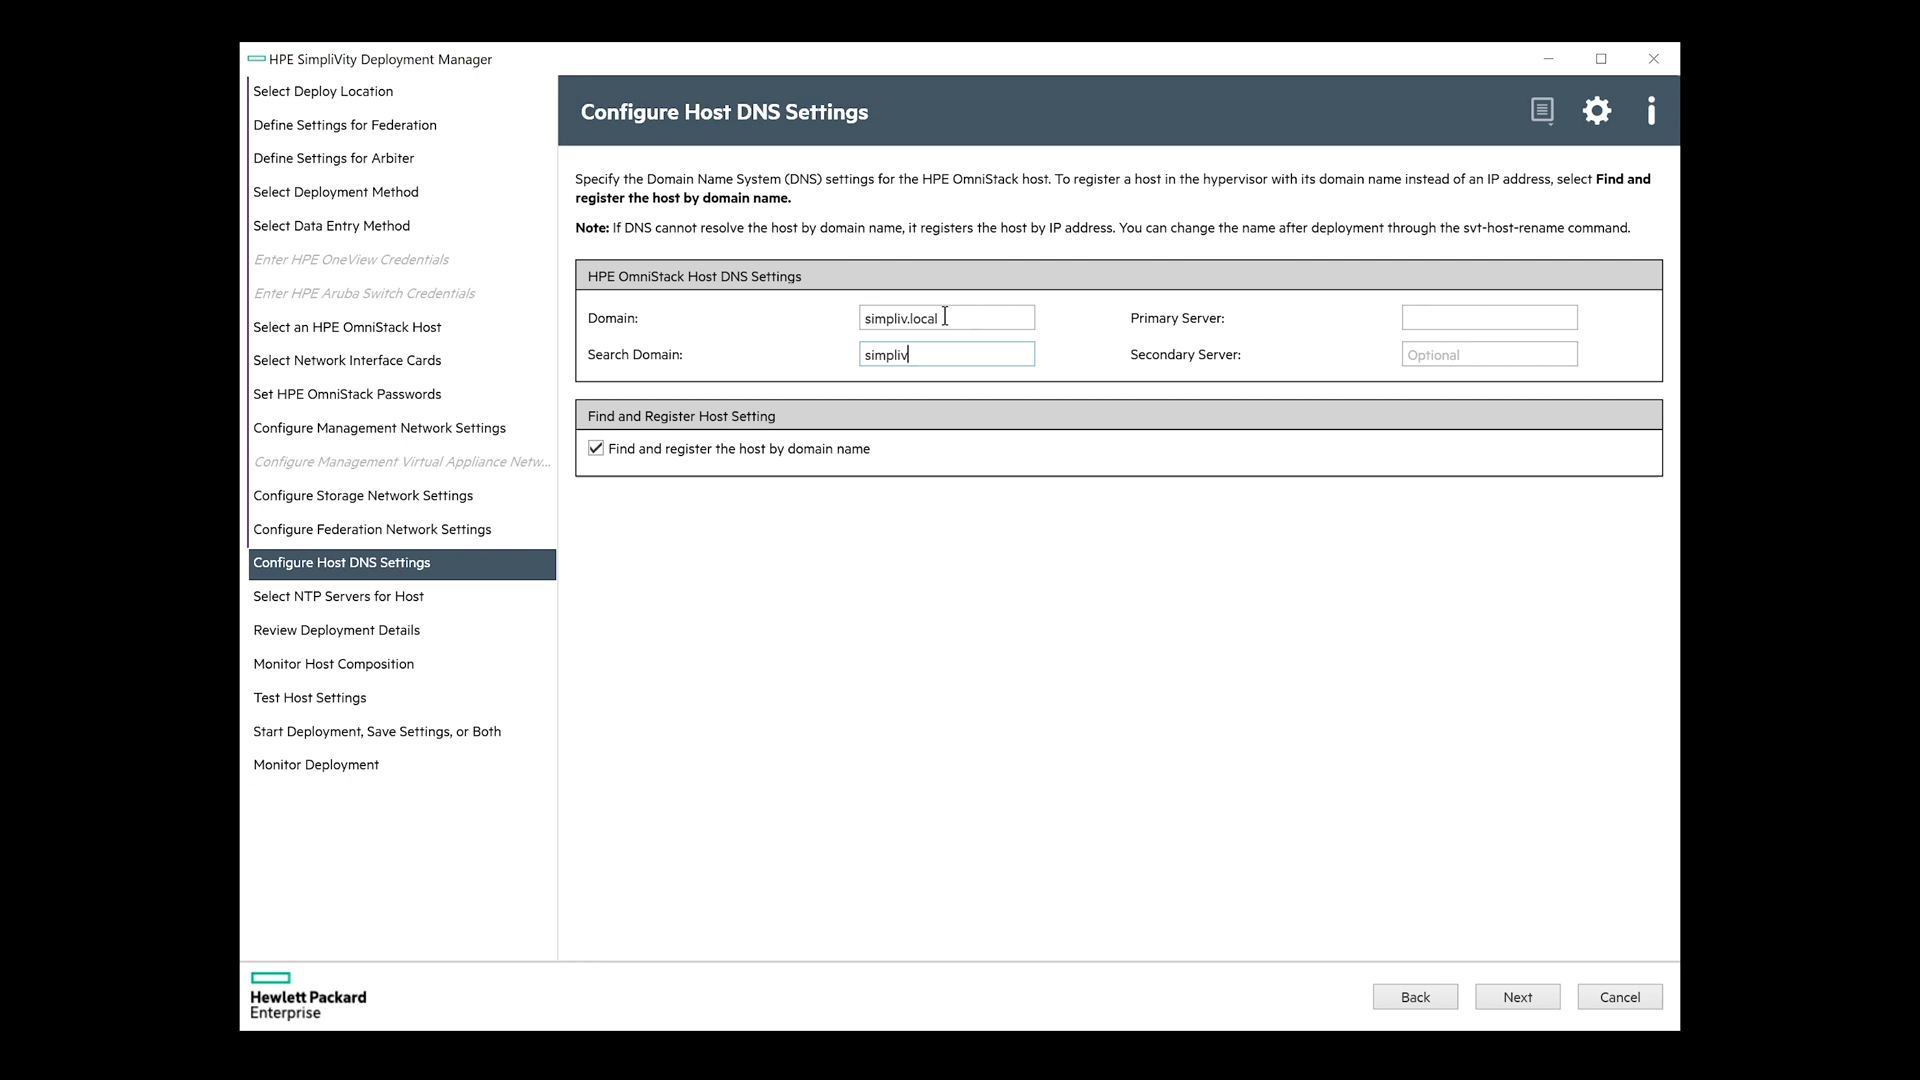 HPE SimpliVity Deployment Manager
Select Deploy Location
Define Settings for Federation
Define Settings for Arbiter
Select Deployment Method
Select Data Entry Method
Enter HPE OneView Credentials
Enter HPE Aruba Switch Credentials
Select an HPE OmniStack Host
Select Network Interface Cards
Set HPE OmniStack Passwords
Configure Management Network Settings
Configure Management Virtual Appliance Netw...
Configure Storage Network Settings
Configure Federation Network Settings
Configure Host DNS Settings
Select NTP Servers for Host
Review Deployment Details
Monitor Host Composition
Test Host Settings
Start Deployment, Save Settings, or Both
Monitor Deployment
Configure Host DNS Settings
Specify the Domain Name System (DNS) settings for the HPE OmniStack host. To register a host in the hypervisor with its domain name instead of an IP address, select Find and
register the host by domain name.
Note: If DNS cannot resolve the host by domain name, it registers the host by IP address. You can change the name after deployment through the svt-host-rename command.
HPE OmniStack Host DNS Settings
Domain: simpliv.local Primary Server:
Search Domain: simpliv Secondary Server: Optional
Find and Register Host Setting
Find and register the host by domain name
Hewlett Packard
Enterprise
Back Next Cancel